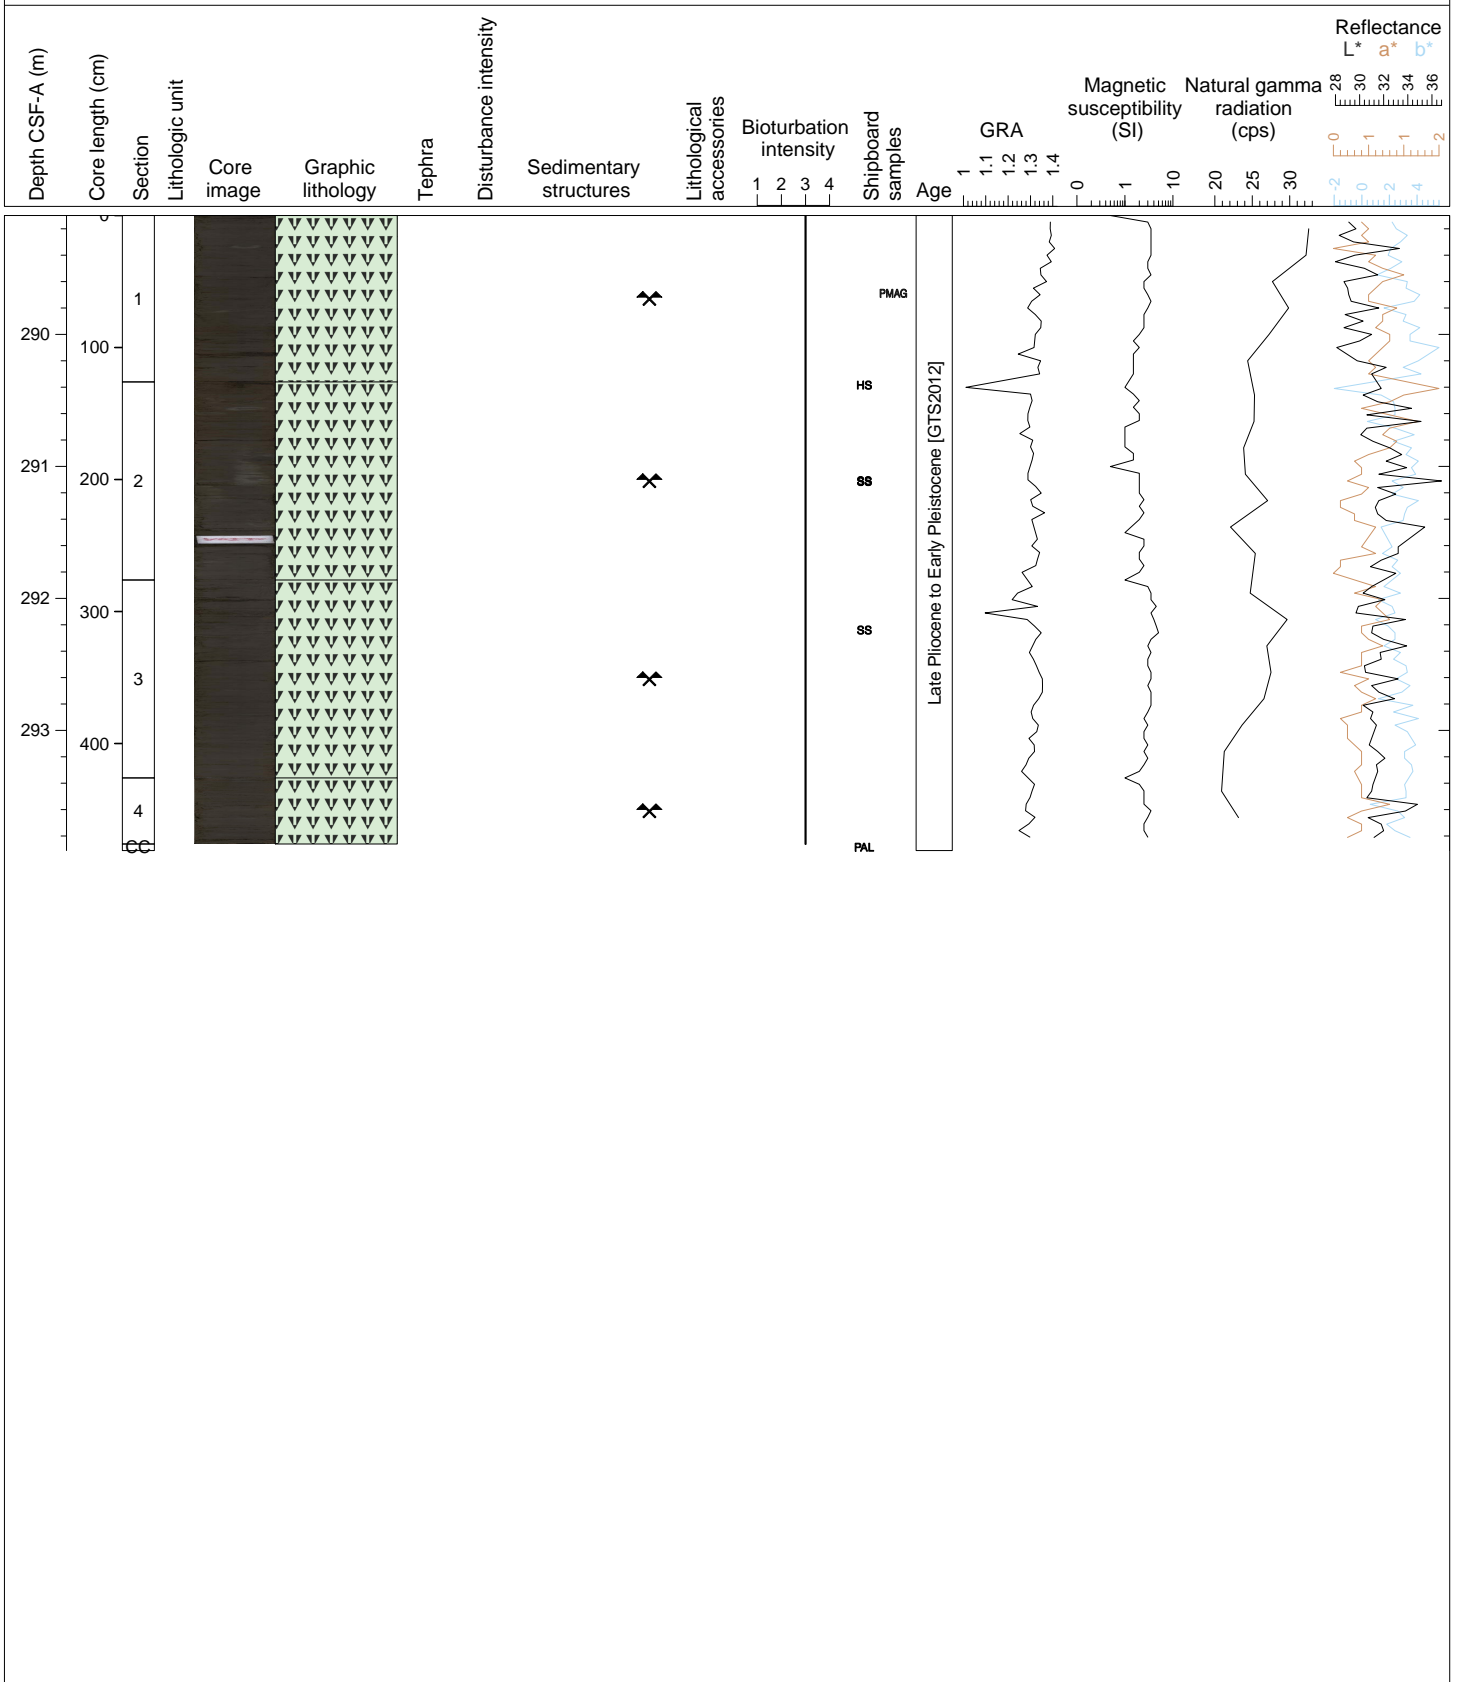 Depth CSF-A (m)
Core length (cm)
Section
Lithologic unit
Core
image
Graphic
lithology
Tephra
Disturbance intensity
Sedimentary
structures
Lithological
accessories
Bioturbation
intensity
1 2 3 4
Shipboard
samples
Age
GRA
1 1.1 1.2 1.3 1.4
Magnetic
susceptibility
(SI)
0 1 10
Natural gamma
radiation
(cps)
20 25 30
Reflectance
L* a* b*
28 30 32 34 36
0 1 1 2
-2 0 2 4
0
1
PMAG
290
100
HS
291
200
2
SS
292
300
SS
3
293
400
4
CC
PAL
Late Pliocene to Early Pleistocene [GTS2012]